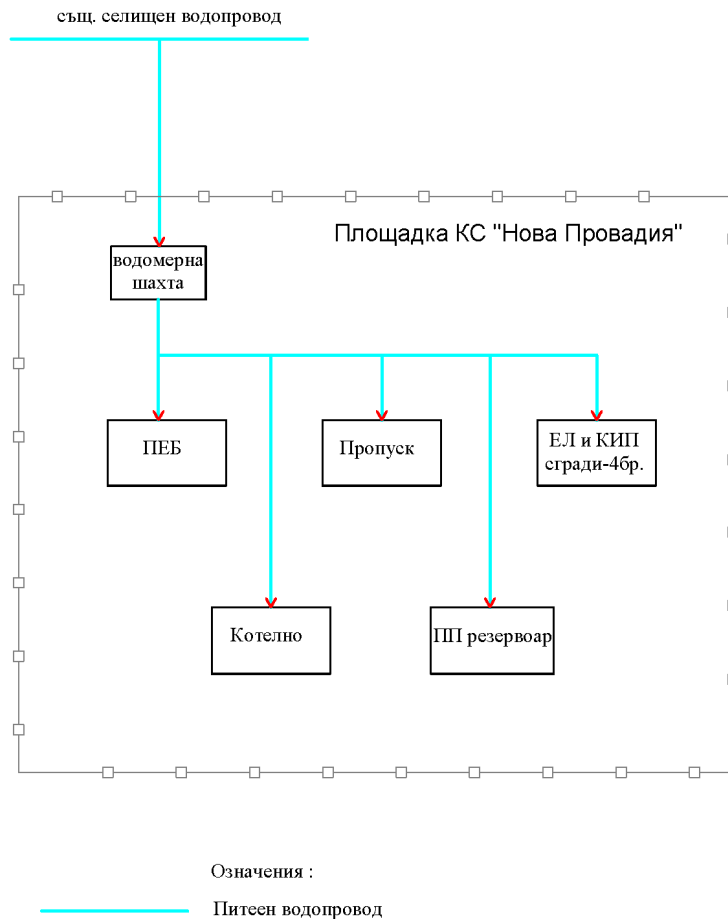 същ. селищен водопровод
Площадка КС "Нова Провадия"
водомерна
шахта
ПЕБ
Пропуск
ЕЛ и КИП
сгради-4бр.
Котелно
ПП резервоар
Означения :
Питеен водопровод